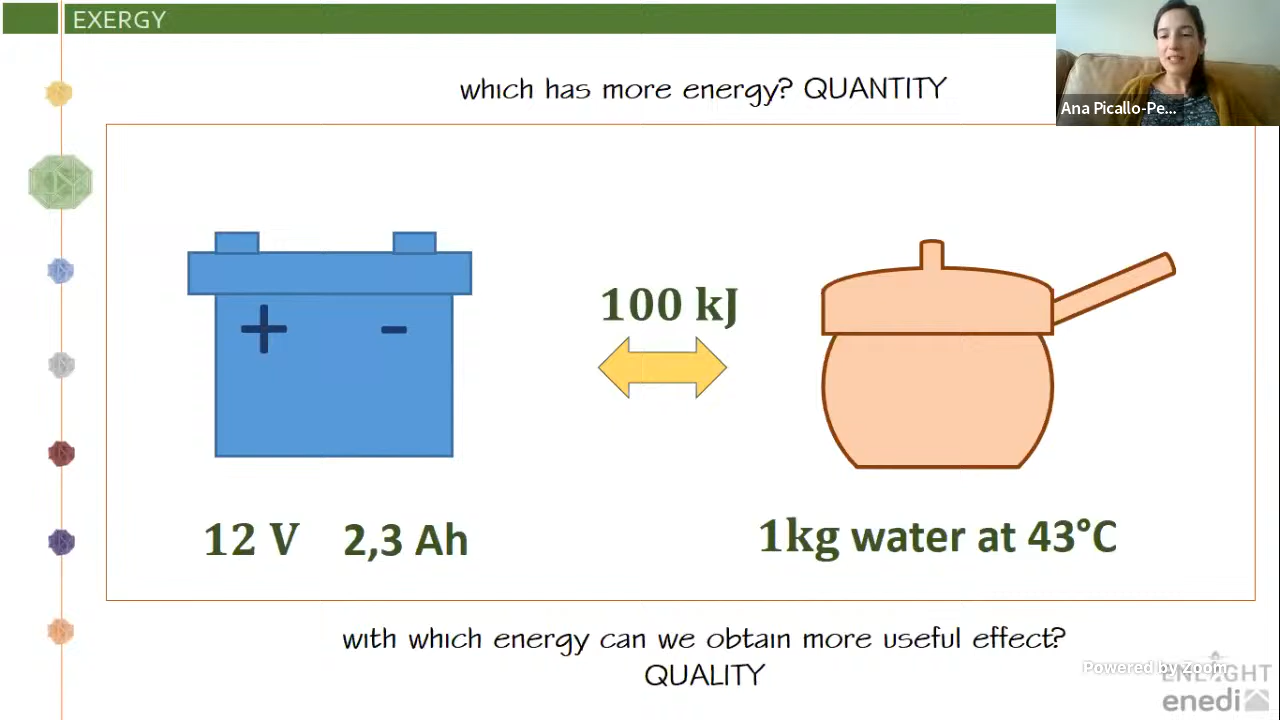 EXERGY
which has more energy? QUANTITY
Ana Picallo-Pe...
100 kJ
+ -
12 V 2,3 Ah
1kg water at 43°C
with which energy can we obtain more useful effect?
QUALITY
Powered by Zoom
ENLIGHT
enedi